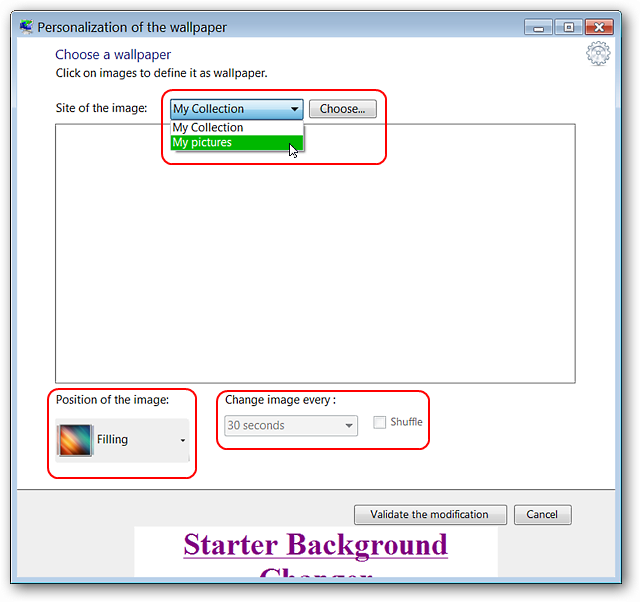 Personalization of the wallpaper
Choose a wallpaper
Click on images to define it as wallpaper.
Site of the image: My Collection Choose...
My Collection
My pictures
Position of the image: Change image every :
Filling 30 seconds Shuffle
Validate the modification Cancel
Starter Background
Changer